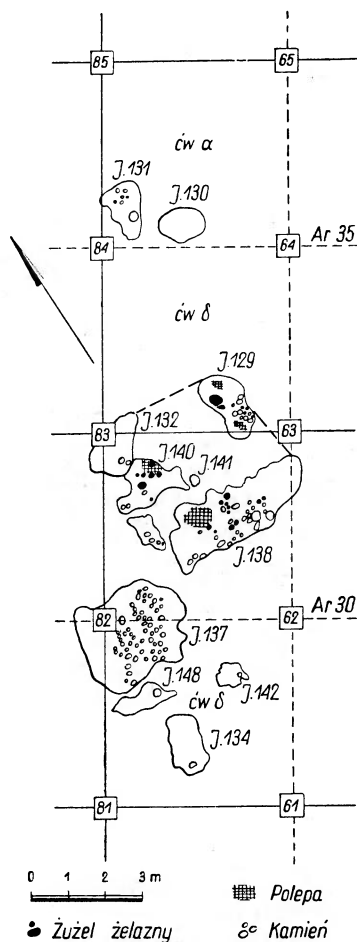 85 65
ćw α
J.131
J.130
84 64 Ar 35
ćw δ
J.129
J.132
83 63
J.140
J.141
J.138
82 62 Ar 30
J.137
J.148
ćw δ
J.142
J.134
81 61
0 1 2 3 m
Polepa
Żużel żelazny Kamień